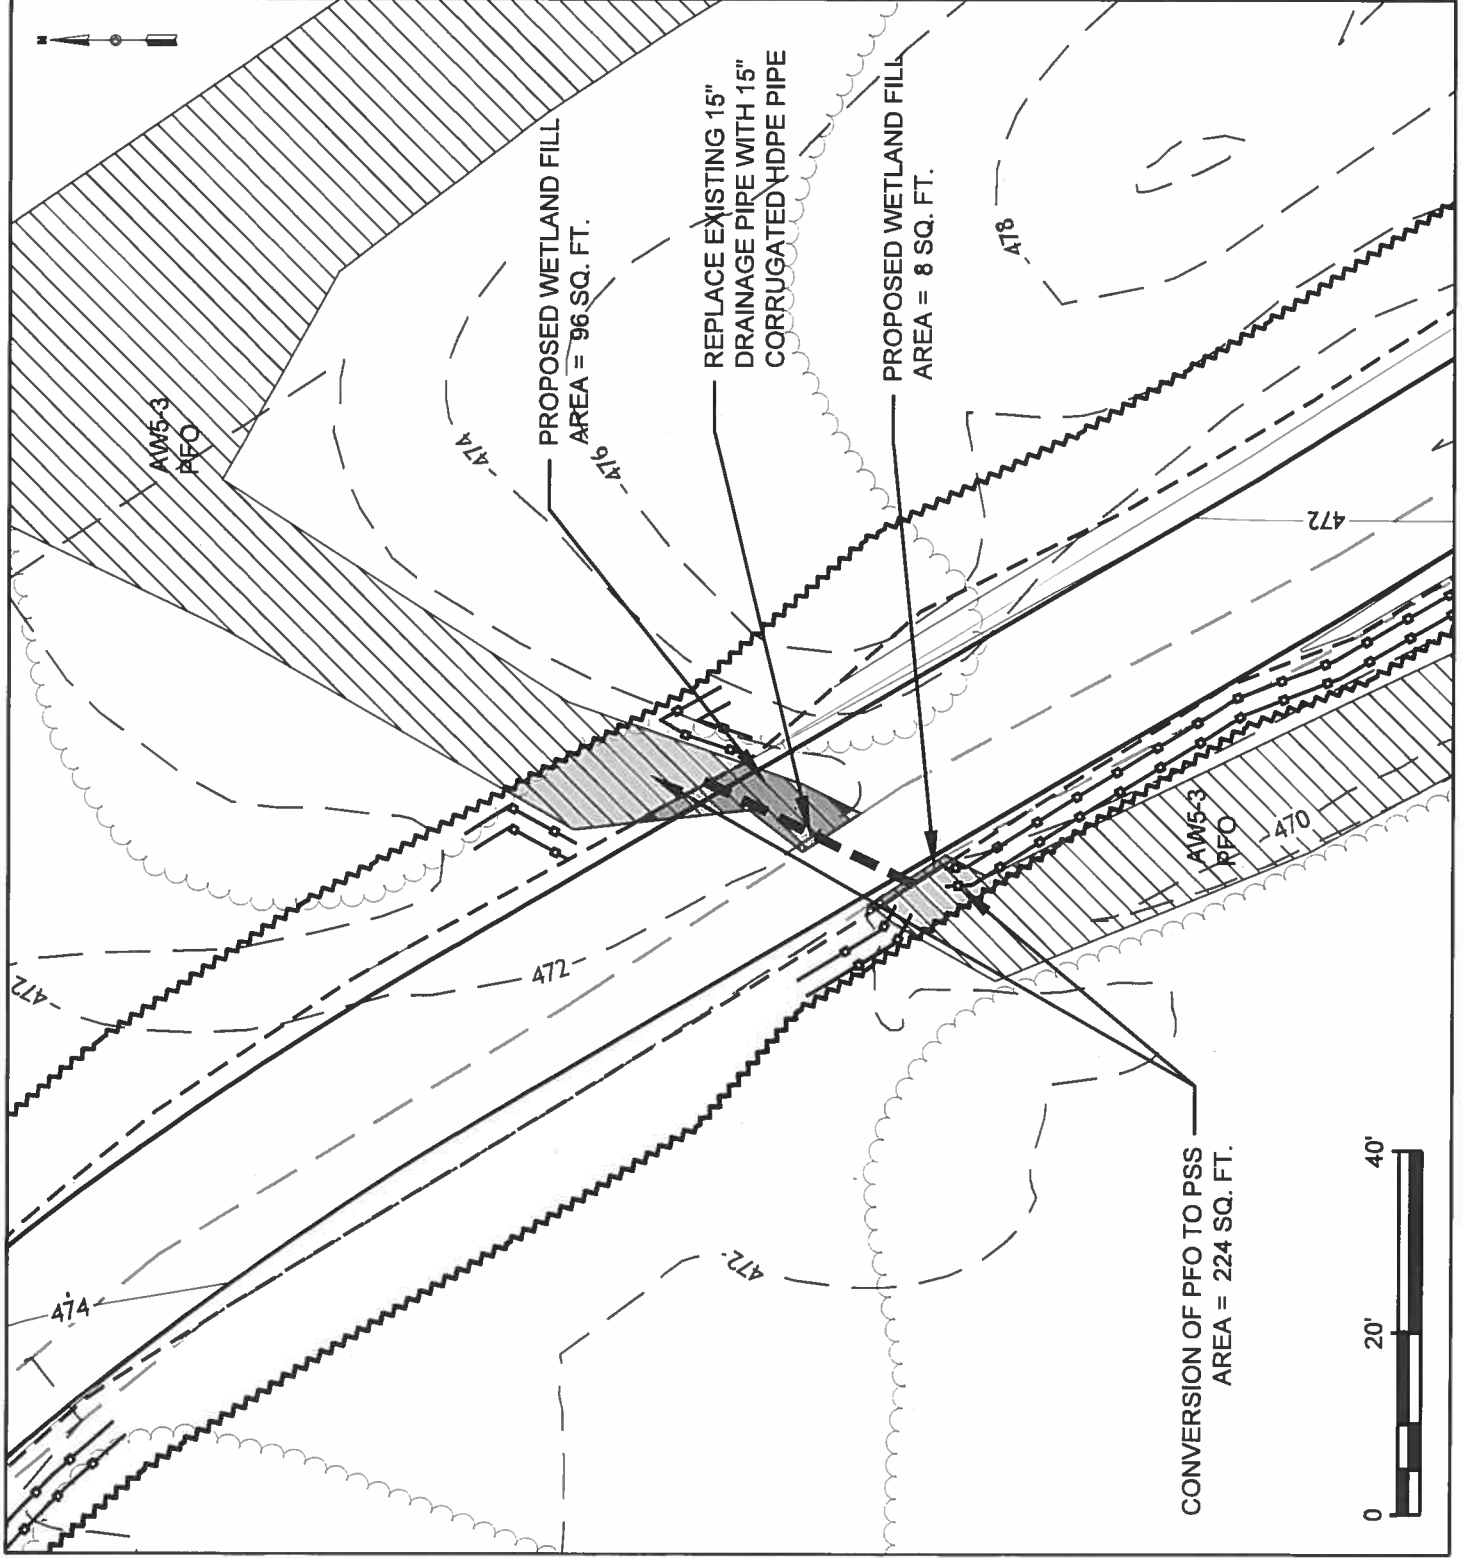 N
AW5-3
PFO
PROPOSED WETLAND FILL
AREA = 96 SQ. FT.
REPLACE EXISTING 15"
DRAINAGE PIPE WITH 15"
CORRUGATED HDPE PIPE
PROPOSED WETLAND FILL
AREA = 8 SQ. FT.
474
476
478
472
472
472
474
472
AW5-3
PFO
470
CONVERSION OF PFO TO PSS
AREA = 224 SQ. FT.
0
20'
40'